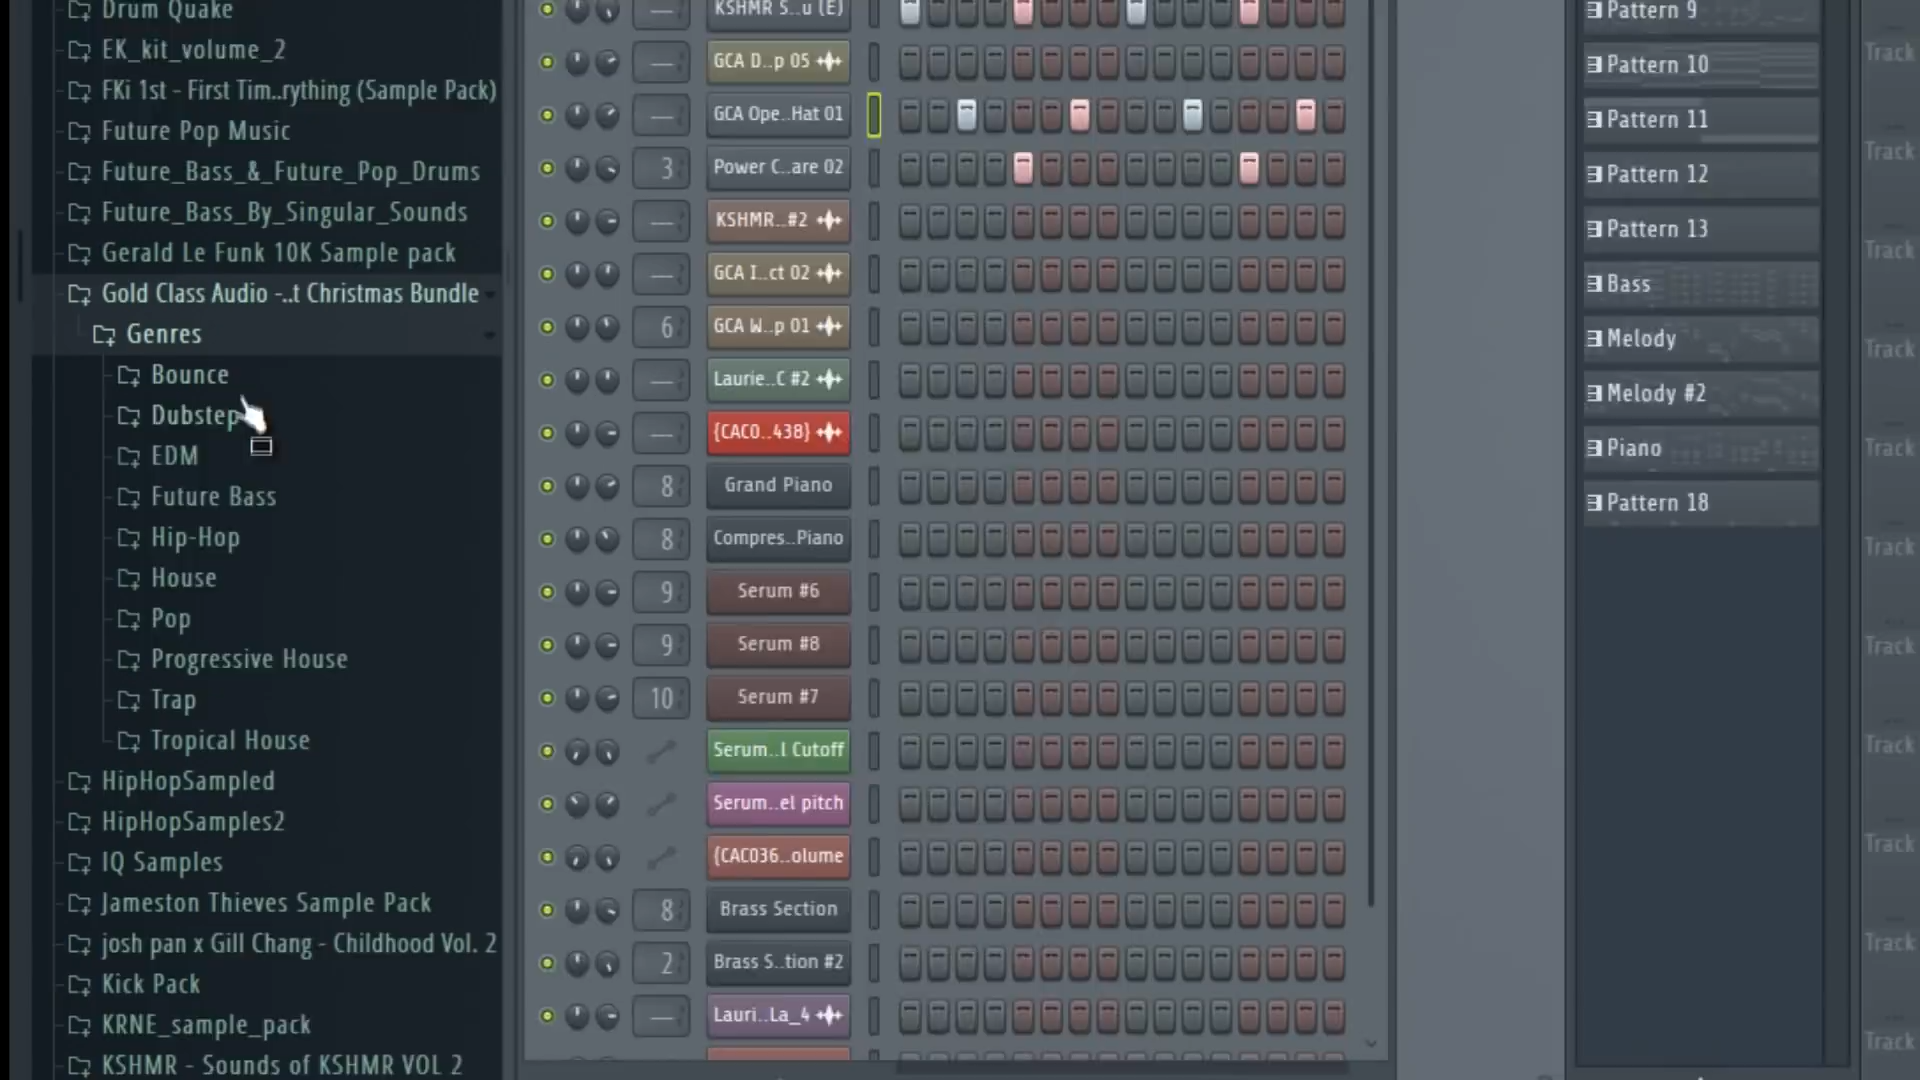 Drum Quake
EK_kit_volume_2
FKi 1st - First Tim..rything (Sample Pack)
Future Pop Music
Future_Bass_&_Future_Pop_Drums
Future_Bass_By_Singular_Sounds
Gerald Le Funk 10K Sample pack
Gold Class Audio -..t Christmas Bundle
Genres
Bounce
Dubstep
EDM
Future Bass
Hip-Hop
House
Pop
Progressive House
Trap
Tropical House
HipHopSampled
HipHopSamples2
IQ Samples
Jameston Thieves Sample Pack
josh pan x Gill Chang - Childhood Vol. 2
Kick Pack
KRNE_sample_pack
KSHMR - Sounds of KSHMR VOL 2
KSHMR S..u (E)
GCA D..p 05
GCA Ope..Hat 01
3 Power C..are 02
KSHMR..#2
GCA I..ct 02
6 GCA W..p 01
Laurie..C #2
{CAC0..438}
8 Grand Piano
8 Compres..Piano
9 Serum #6
9 Serum #8
10 Serum #7
Serum..l Cutoff
Serum..el pitch
{CAC036..olume
8 Brass Section
2 Brass S..tion #2
Lauri..La_4
Pattern 9
Pattern 10
Pattern 11
Pattern 12
Pattern 13
Bass
Melody
Melody #2
Piano
Pattern 18
Track
Track
Track
Track
Track
Track
Track
Track
Track
Track
Track